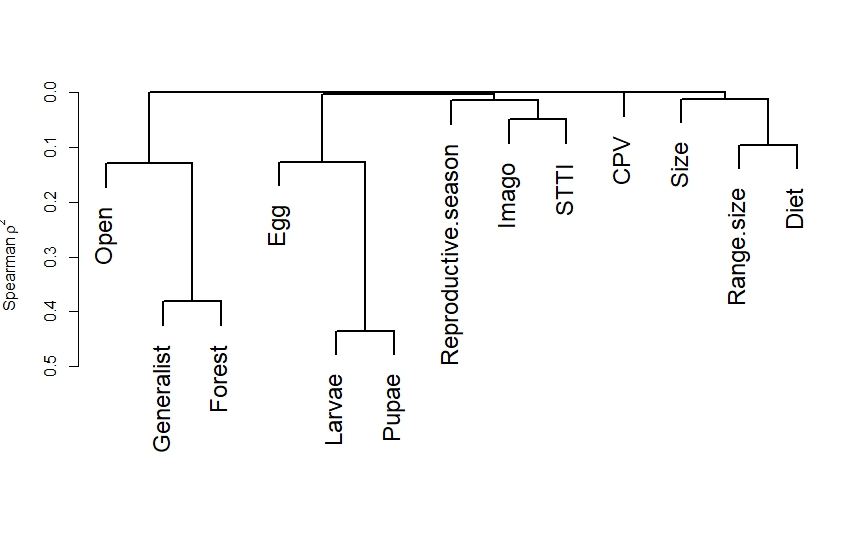 Spearman ρ²
0.0
0.1
0.2
0.3
0.4
0.5
Open
Generalist
Forest
Egg
Larvae
Pupae
Reproductive.season
Imago
STTI
CPV
Size
Range.size
Diet